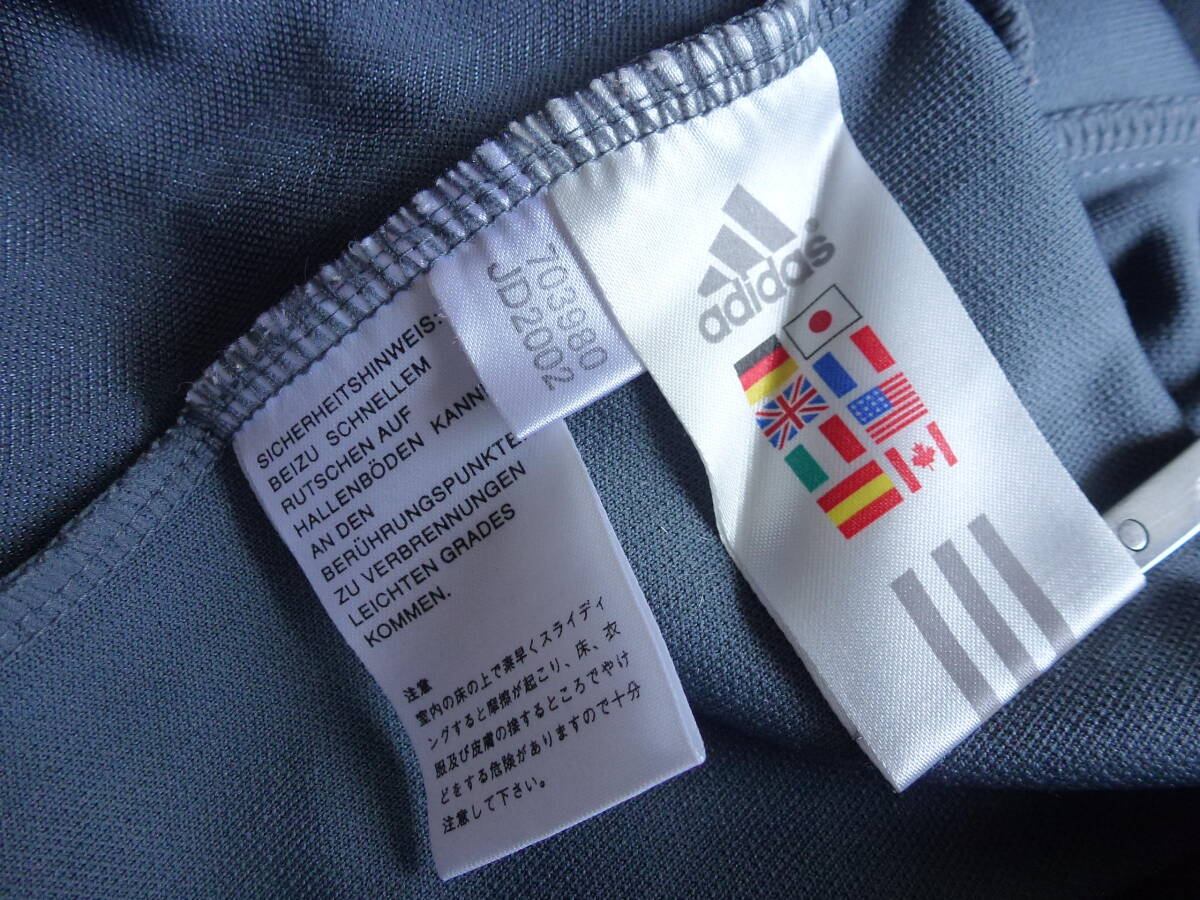 SICHERHEITSHINWEIS:
BEIZU SCHNELLEM
RUTSCHEN AUF
HALLENBÖDEN KANN
AN DEN
BERÜHRUNGSPUNKTE
ZU VERBRENNUNGEN
LEICHTEN GRADES
KOMMEN.
注意
室内の床の上で素早くスライディ
ングすると摩擦が起こり、床、衣
服及び皮膚の接するところでやけ
どをする危険がありますので十分
注意して下さい。
703980
JD2002
adidas®